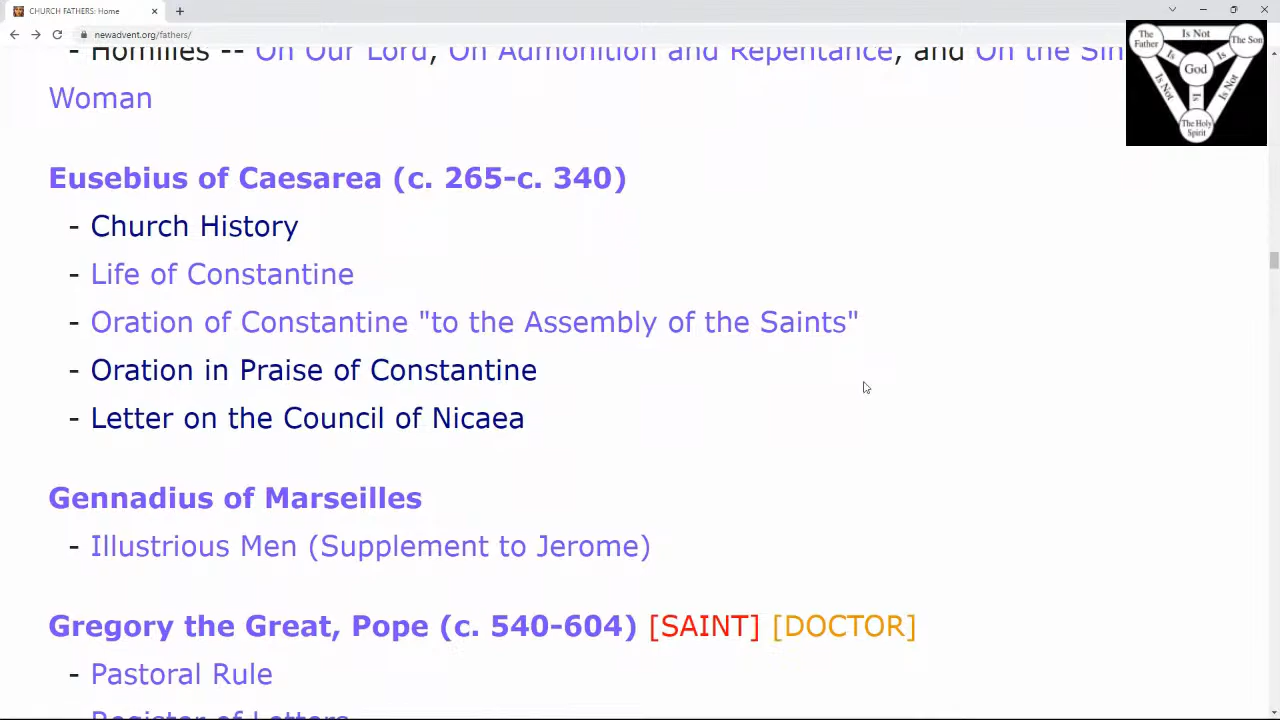 CHURCH FATHERS: Home
newadvent.org/fathers/
- Homilies -- On Our Lord, On Admonition and Repentance, and On the Sin
Woman
Eusebius of Caesarea (c. 265-c. 340)
- Church History
- Life of Constantine
- Oration of Constantine "to the Assembly of the Saints"
- Oration in Praise of Constantine
- Letter on the Council of Nicaea
Gennadius of Marseilles
- Illustrious Men (Supplement to Jerome)
Gregory the Great, Pope (c. 540-604) [SAINT] [DOCTOR]
- Pastoral Rule
- Register of Letters
The Father
Is Not
The Son
Is
Is
God
Is Not
Is
Is Not
The Holy Spirit